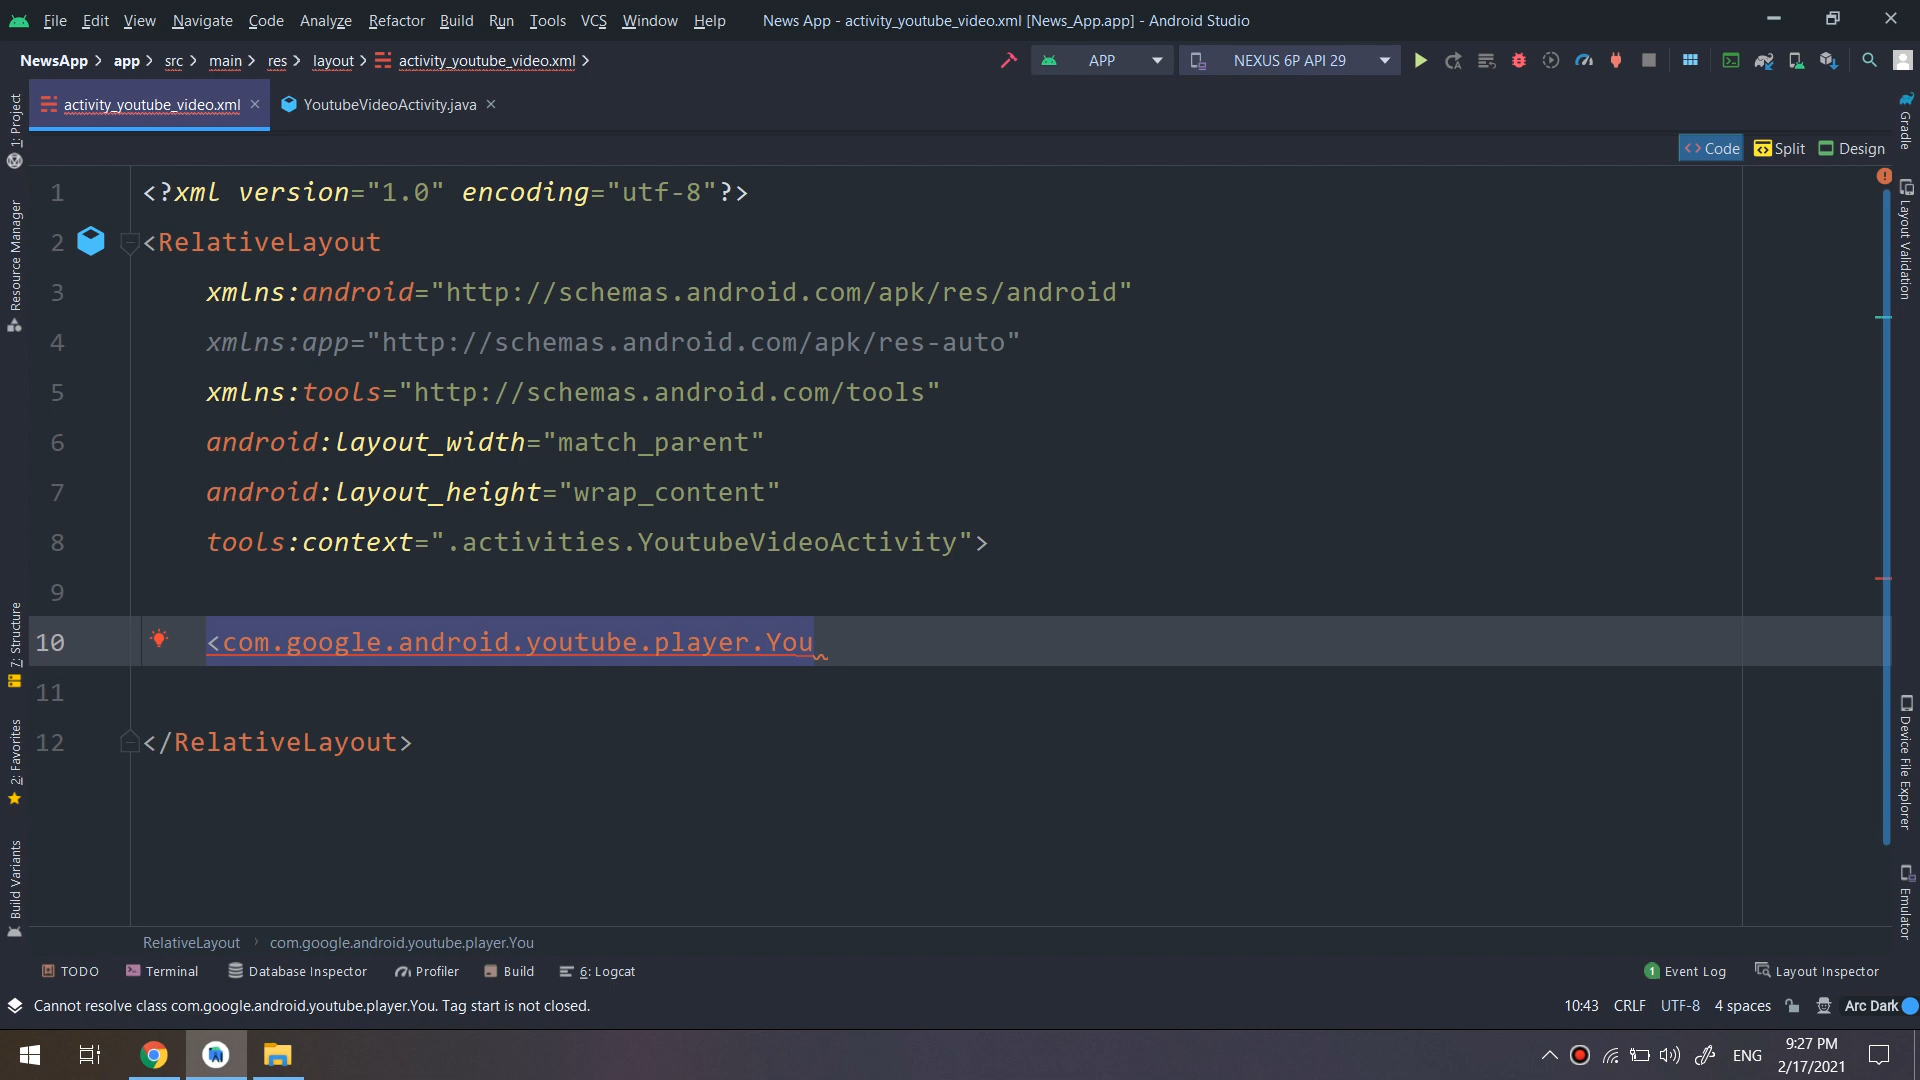 File Edit View Navigate Code Analyze Refactor Build Run Tools VCS Window Help News App - activity_youtube_video.xml [News_App.app] - Android Studio
NewsApp app src main res layout activity_youtube_video.xml APP NEXUS 6P API 29
activity_youtube_video.xml YoutubeVideoActivity.java
Code Split Design
1 <?xml version="1.0" encoding="utf-8"?>
2 <RelativeLayout
3 xmlns:android="http://schemas.android.com/apk/res/android"
4 xmlns:app="http://schemas.android.com/apk/res-auto"
5 xmlns:tools="http://schemas.android.com/tools"
6 android:layout_width="match_parent"
7 android:layout_height="wrap_content"
8 tools:context=".activities.YoutubeVideoActivity">
9
10 <com.google.android.youtube.player.You
11
12 </RelativeLayout>
1: Project
Resource Manager
7: Structure
2: Favorites
Build Variants
Gradle
Layout Validation
Device File Explorer
Emulator
RelativeLayout com.google.android.youtube.player.You
TODO Terminal Database Inspector Profiler Build 6: Logcat 1 Event Log Layout Inspector
Cannot resolve class com.google.android.youtube.player.You. Tag start is not closed. 10:43 CRLF UTF-8 4 spaces Arc Dark
ENG 9:27 PM
2/17/2021